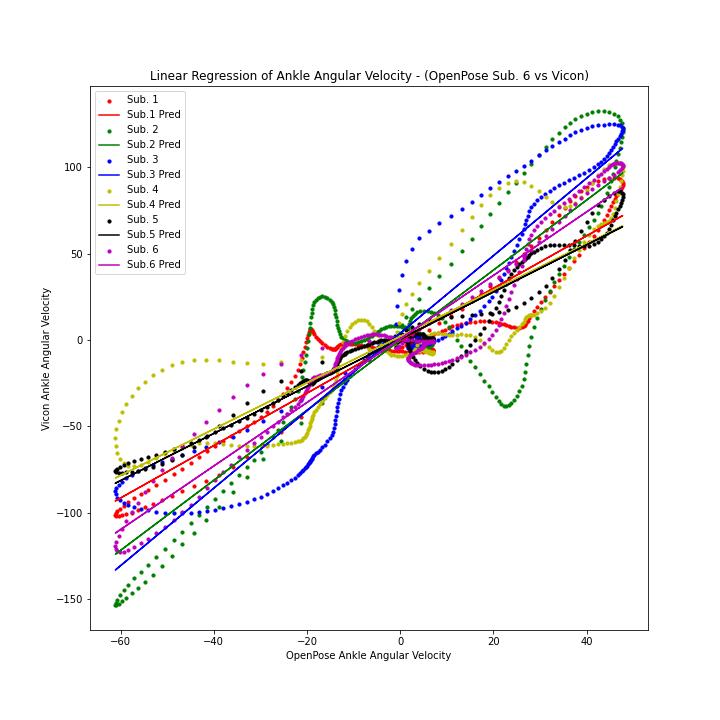 Linear Regression of Ankle Angular Velocity - (OpenPose Sub. 6 vs Vicon)
Sub. 1
Sub.1 Pred
Sub. 2
Sub.2 Pred
Sub. 3
Sub.3 Pred
Sub. 4
Sub.4 Pred
Sub. 5
Sub.5 Pred
Sub. 6
Sub.6 Pred
100
50
0
−50
−100
−150
Vicon Ankle Angular Velocity
−60 −40 −20 0 20 40
OpenPose Ankle Angular Velocity